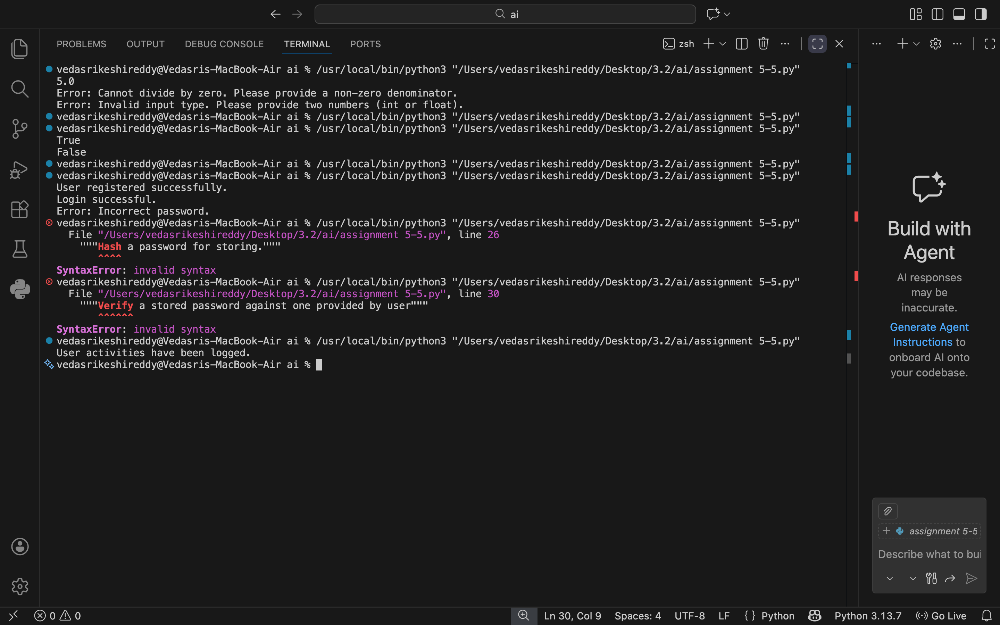 ai
PROBLEMS OUTPUT DEBUG CONSOLE TERMINAL PORTS zsh
vedasrikeshireddy@Vedasris-MacBook-Air ai % /usr/local/bin/python3 "/Users/vedasrikeshireddy/Desktop/3.2/ai/assignment 5-5.py"
5.0
Error: Cannot divide by zero. Please provide a non-zero denominator.
Error: Invalid input type. Please provide two numbers (int or float).
vedasrikeshireddy@Vedasris-MacBook-Air ai % /usr/local/bin/python3 "/Users/vedasrikeshireddy/Desktop/3.2/ai/assignment 5-5.py"
vedasrikeshireddy@Vedasris-MacBook-Air ai % /usr/local/bin/python3 "/Users/vedasrikeshireddy/Desktop/3.2/ai/assignment 5-5.py"
True
False
vedasrikeshireddy@Vedasris-MacBook-Air ai % /usr/local/bin/python3 "/Users/vedasrikeshireddy/Desktop/3.2/ai/assignment 5-5.py"
vedasrikeshireddy@Vedasris-MacBook-Air ai % /usr/local/bin/python3 "/Users/vedasrikeshireddy/Desktop/3.2/ai/assignment 5-5.py"
User registered successfully.
Login successful.
Error: Incorrect password.
vedasrikeshireddy@Vedasris-MacBook-Air ai % /usr/local/bin/python3 "/Users/vedasrikeshireddy/Desktop/3.2/ai/assignment 5-5.py"
File "/Users/vedasrikeshireddy/Desktop/3.2/ai/assignment 5-5.py", line 26
"""Hash a password for storing."""
^^^^
SyntaxError: invalid syntax
vedasrikeshireddy@Vedasris-MacBook-Air ai % /usr/local/bin/python3 "/Users/vedasrikeshireddy/Desktop/3.2/ai/assignment 5-5.py"
File "/Users/vedasrikeshireddy/Desktop/3.2/ai/assignment 5-5.py", line 30
"""Verify a stored password against one provided by user"""
^^^^^^
SyntaxError: invalid syntax
vedasrikeshireddy@Vedasris-MacBook-Air ai % /usr/local/bin/python3 "/Users/vedasrikeshireddy/Desktop/3.2/ai/assignment 5-5.py"
User activities have been logged.
vedasrikeshireddy@Vedasris-MacBook-Air ai %
Build with
Agent
AI responses
may be
inaccurate.
Generate Agent
Instructions to
onboard AI onto
your codebase.
assignment 5-5
Describe what to bui
0 0 Ln 30, Col 9 Spaces: 4 UTF-8 LF {} Python Python 3.13.7 Go Live